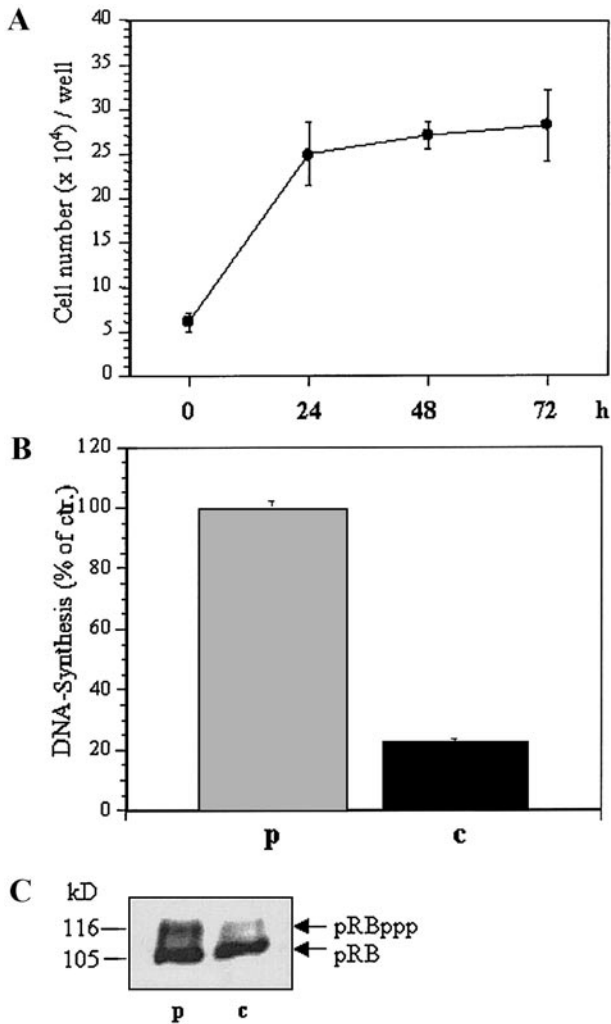 A
Cell number (x 10⁴) / well
40
35
30
25
20
15
10
5
0
0 24 48 72 h
B
DNA-Synthesis (% of ctr.)
120
100
80
60
40
20
0
p c
C
kD
116
105
pRBppp
pRB
p c